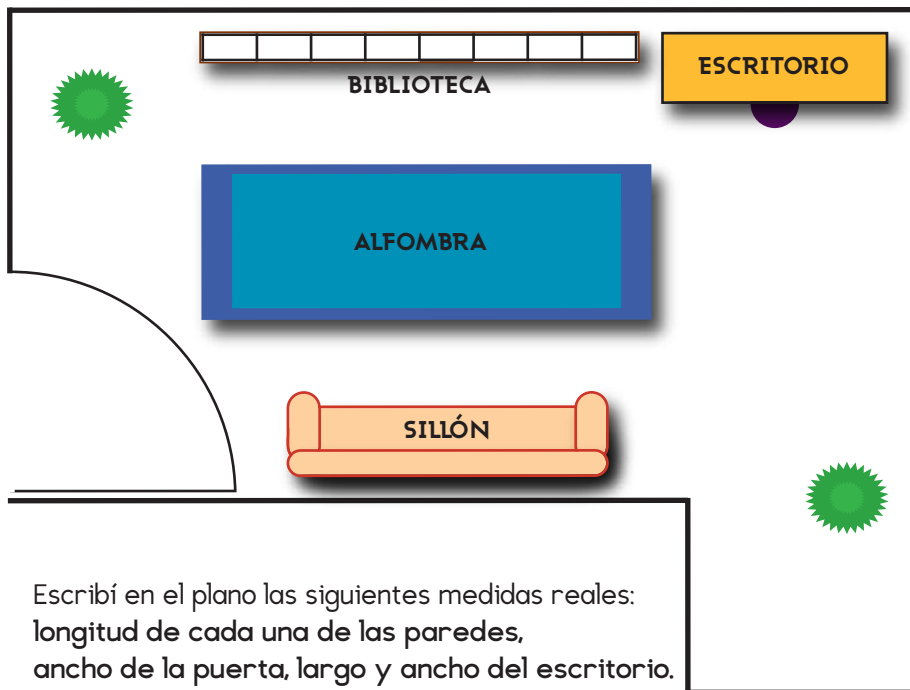 ESCRITORIO
BIBLIOTECA
ALFOMBRA
SILLÓN
Escribí en el plano las siguientes medidas reales:
longitud de cada una de las paredes,
ancho de la puerta, largo y ancho del escritorio.